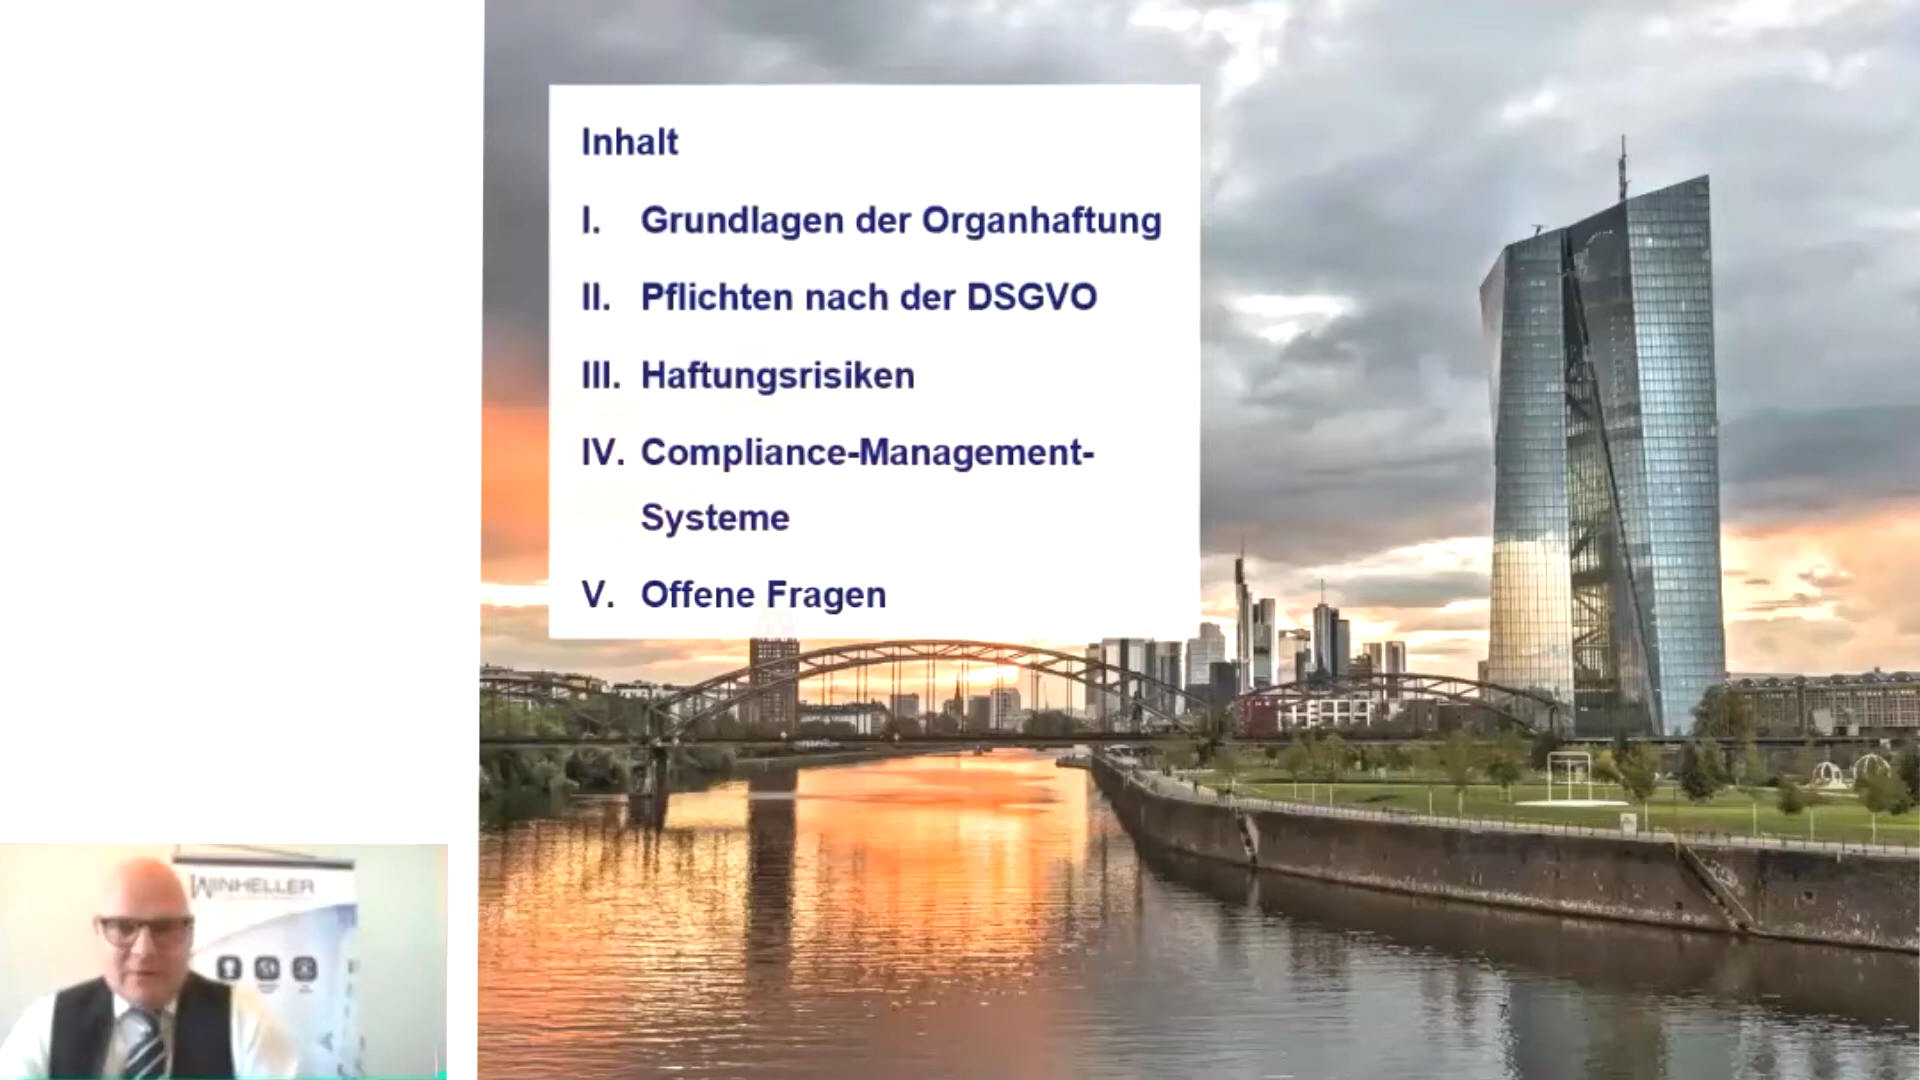 Inhalt
I. Grundlagen der Organhaftung
II. Pflichten nach der DSGVO
III. Haftungsrisiken
IV. Compliance-Management-
Systeme
V. Offene Fragen
WINHELLER